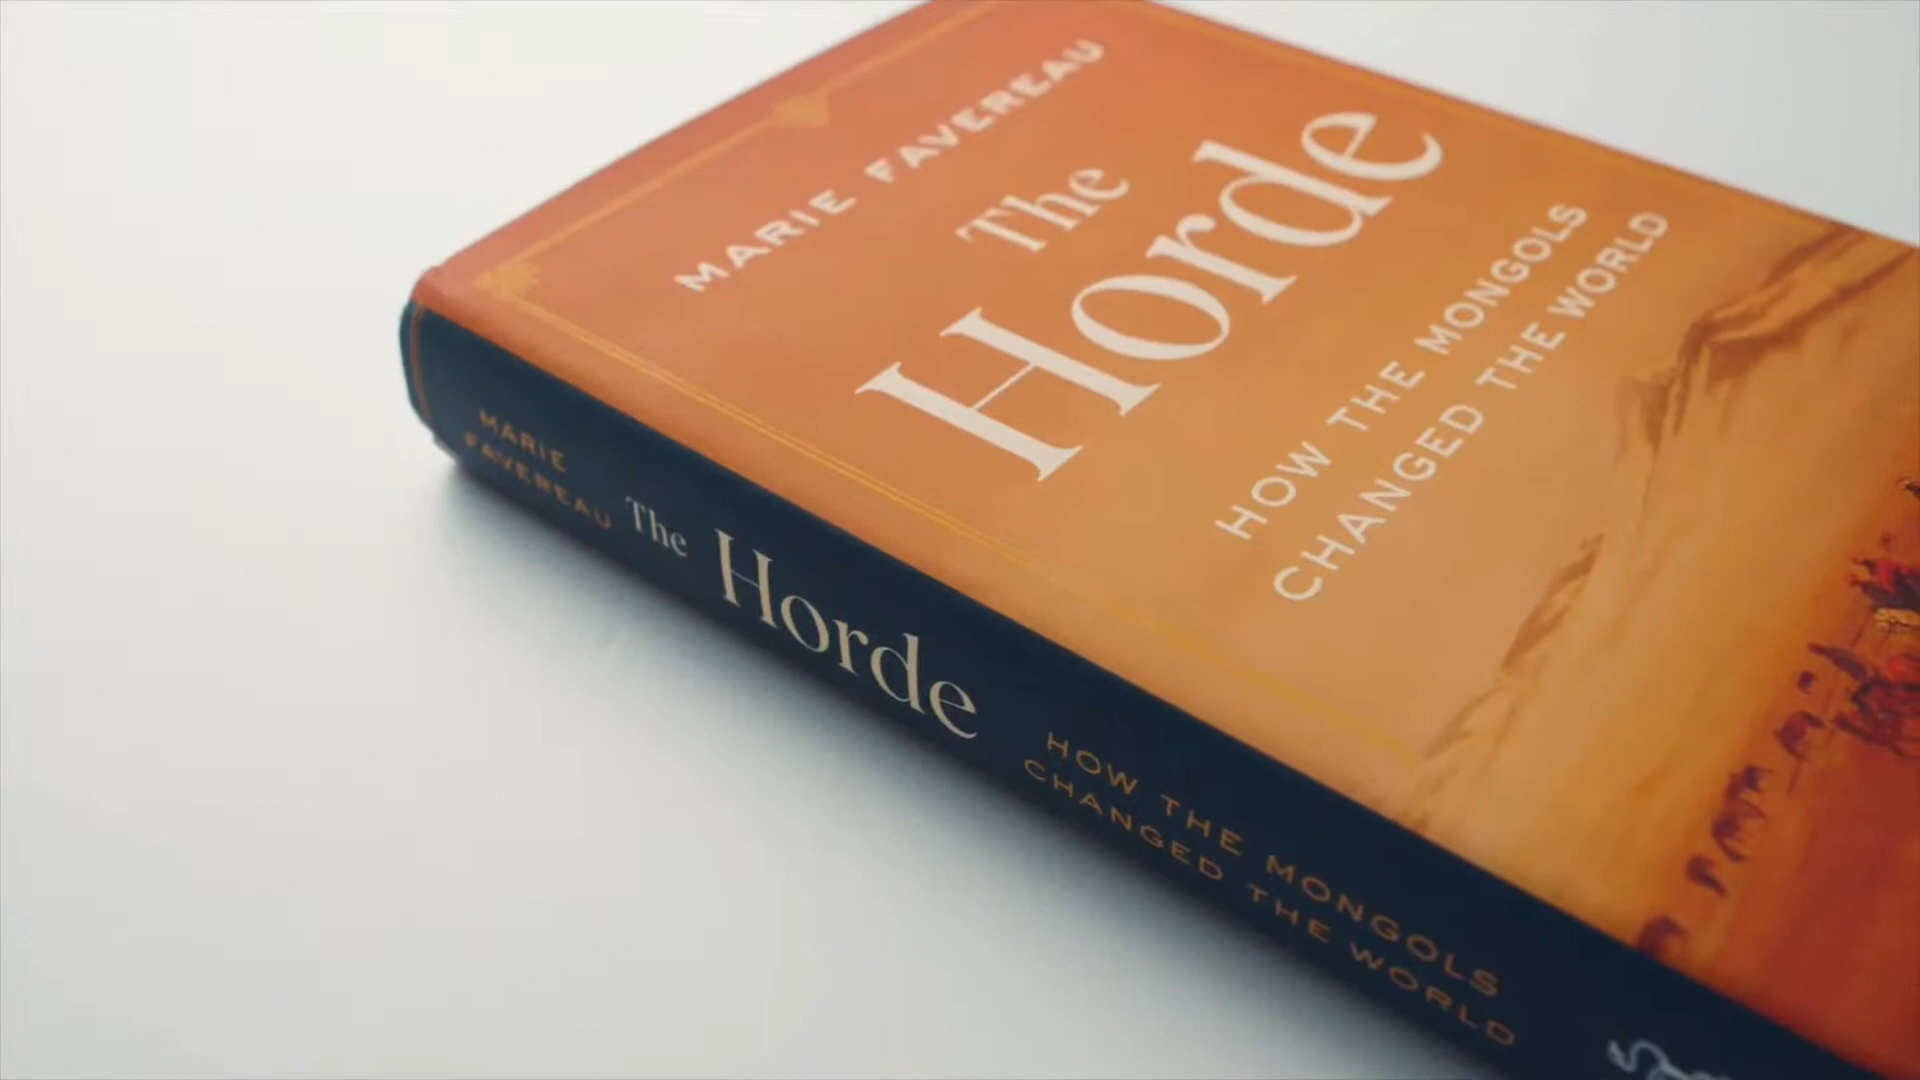 MARIE FAVEREAU
The
Horde
HOW THE MONGOLS
CHANGED THE WORLD
MARIE
FAVEREAU
The
Horde
HOW THE MONGOLS
CHANGED THE WORLD